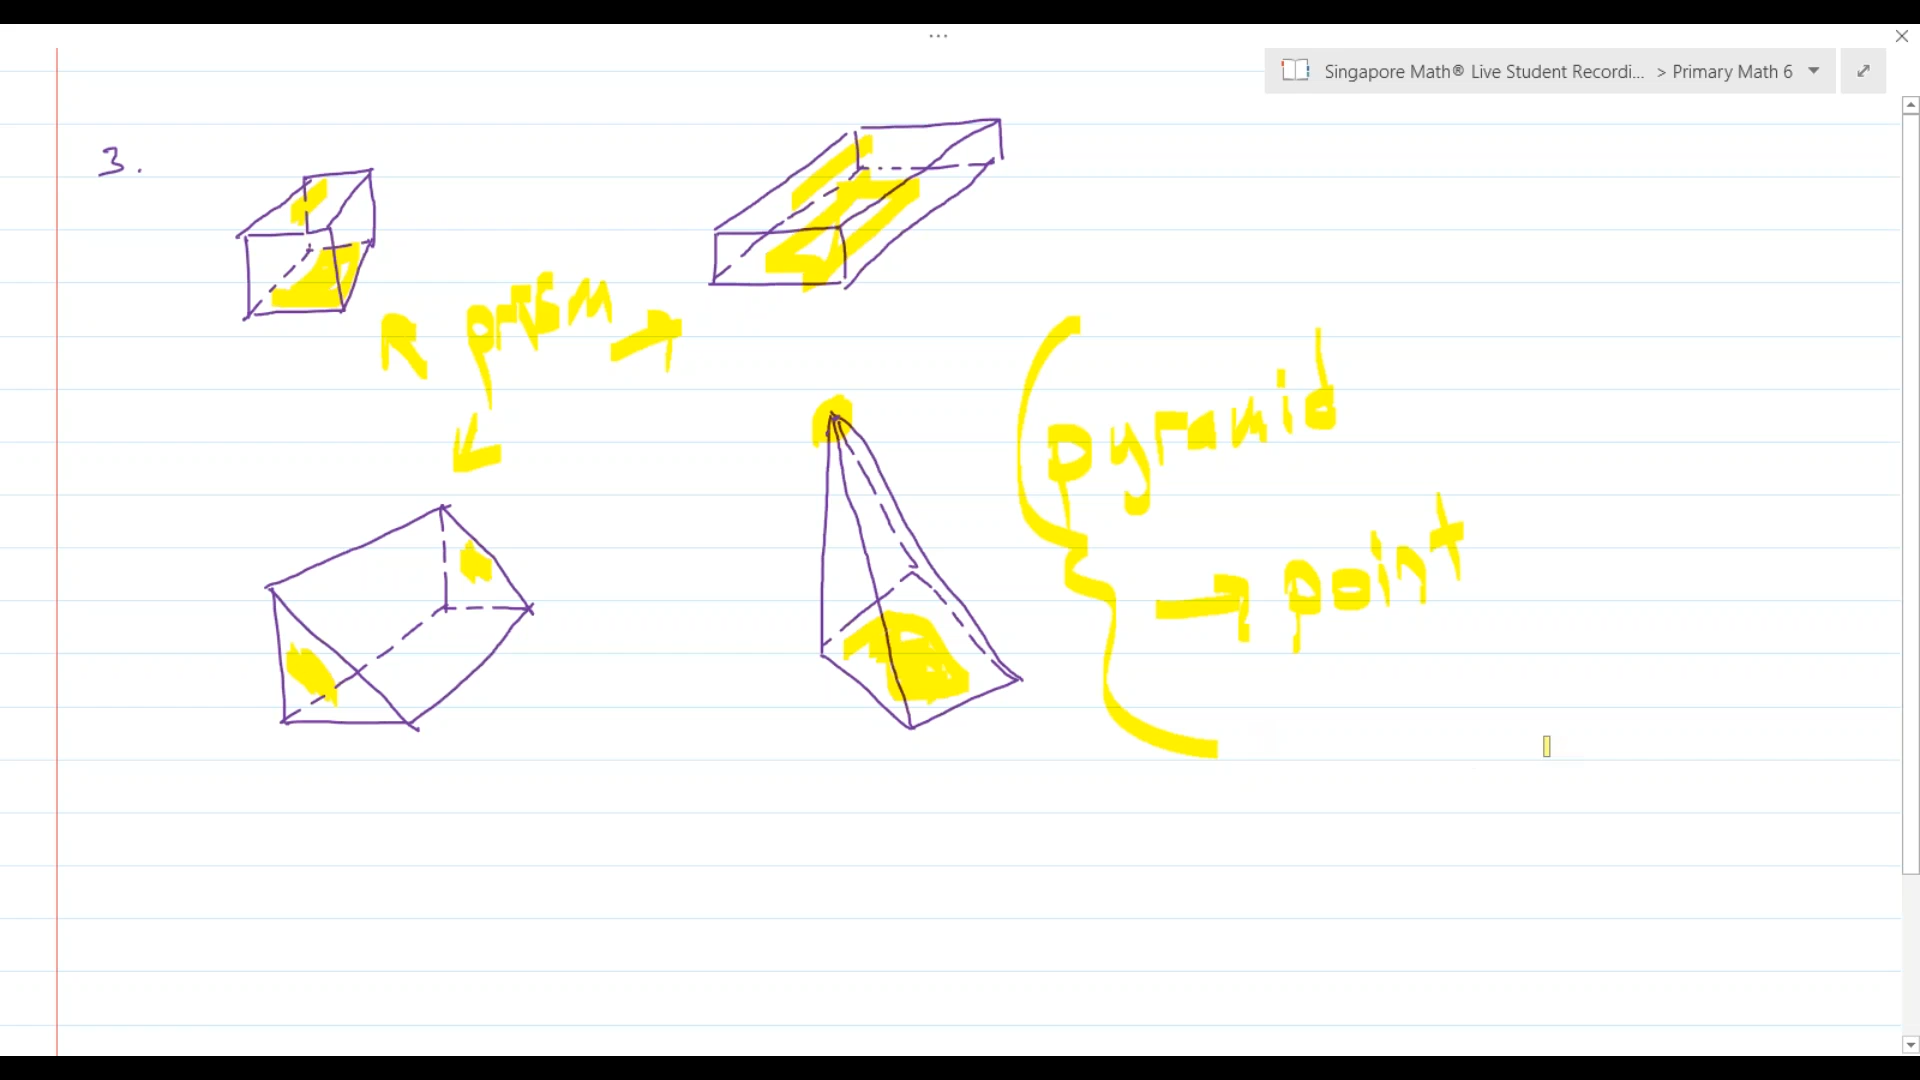 ...
Singapore Math® Live Student Recordi... > Primary Math 6
3.
prism
pyramid
→ point